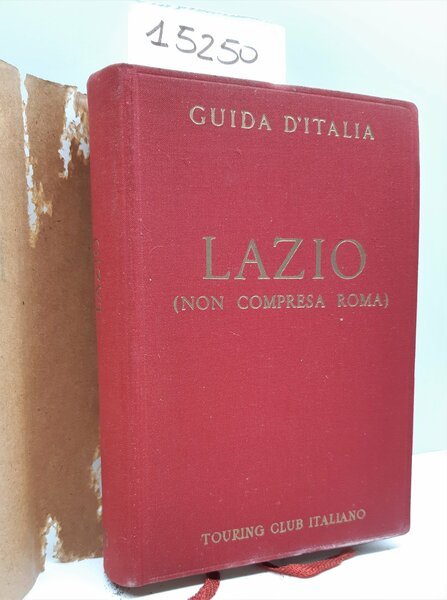 15250
GUIDA D'ITALIA
LAZIO
(NON COMPRESA ROMA)
TOURING CLUB ITALIANO